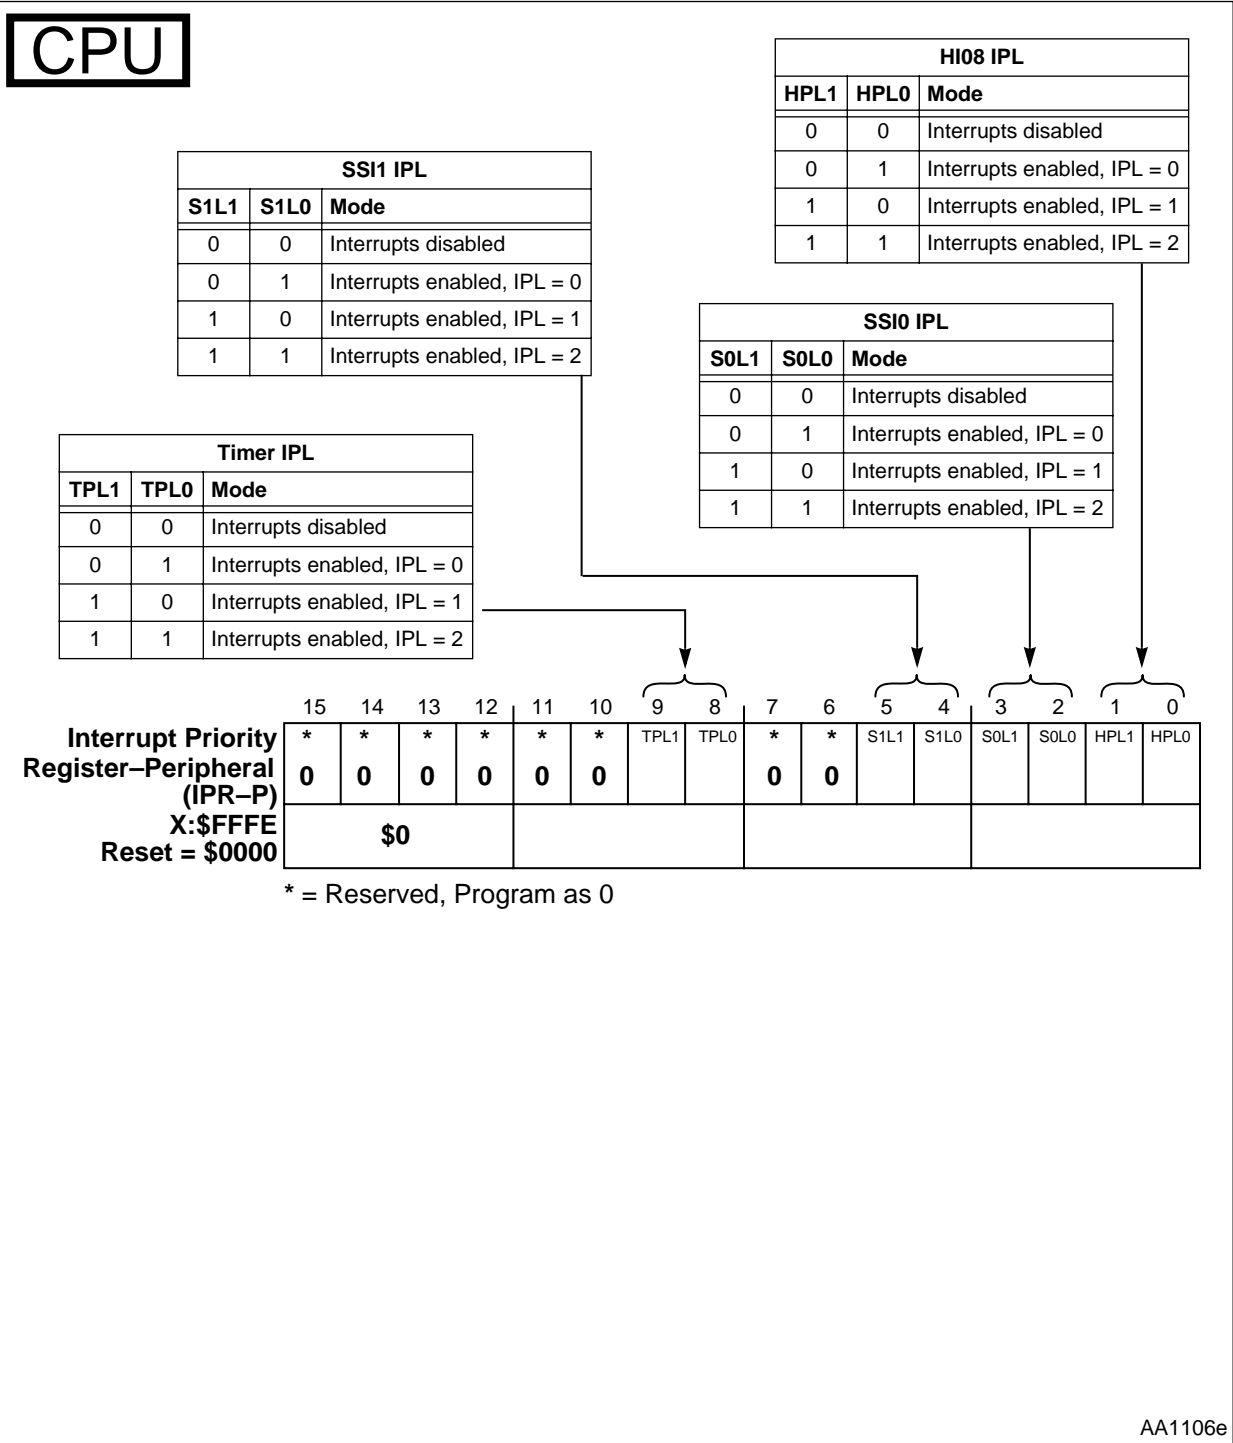 CPU
HI08 IPL
HPL1 HPL0 Mode
0 0 Interrupts disabled
0 1 Interrupts enabled, IPL = 0
1 0 Interrupts enabled, IPL = 1
1 1 Interrupts enabled, IPL = 2
SSI1 IPL
S1L1 S1L0 Mode
0 0 Interrupts disabled
0 1 Interrupts enabled, IPL = 0
1 0 Interrupts enabled, IPL = 1
1 1 Interrupts enabled, IPL = 2
SSI0 IPL
S0L1 S0L0 Mode
0 0 Interrupts disabled
0 1 Interrupts enabled, IPL = 0
1 0 Interrupts enabled, IPL = 1
1 1 Interrupts enabled, IPL = 2
Timer IPL
TPL1 TPL0 Mode
0 0 Interrupts disabled
0 1 Interrupts enabled, IPL = 0
1 0 Interrupts enabled, IPL = 1
1 1 Interrupts enabled, IPL = 2
15 14 13 12 11 10 9 8 7 6 5 4 3 2 1 0
Interrupt Priority * * * * * * TPL1 TPL0 * * S1L1 S1L0 S0L1 S0L0 HPL1 HPL0
Register–Peripheral 0 0 0 0 0 0 0 0
(IPR–P)
X:$FFFE $0
Reset = $0000
* = Reserved, Program as 0
AA1106e